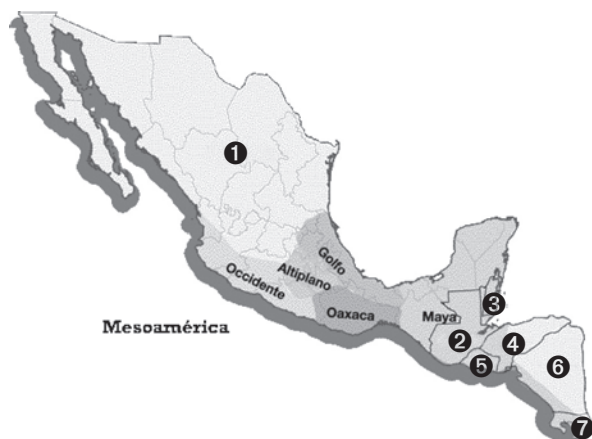 1
Golfo
Altiplano
Occidente
Oaxaca
Maya
3
Mesoamérica
2
4
5
6
7